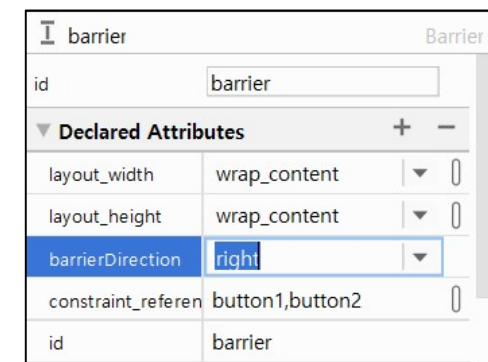 barrier Barrier
id barrier
Declared Attributes
layout_width wrap_content
layout_height wrap_content
barrierDirection right
constraint_referen button1,button2
id barrier